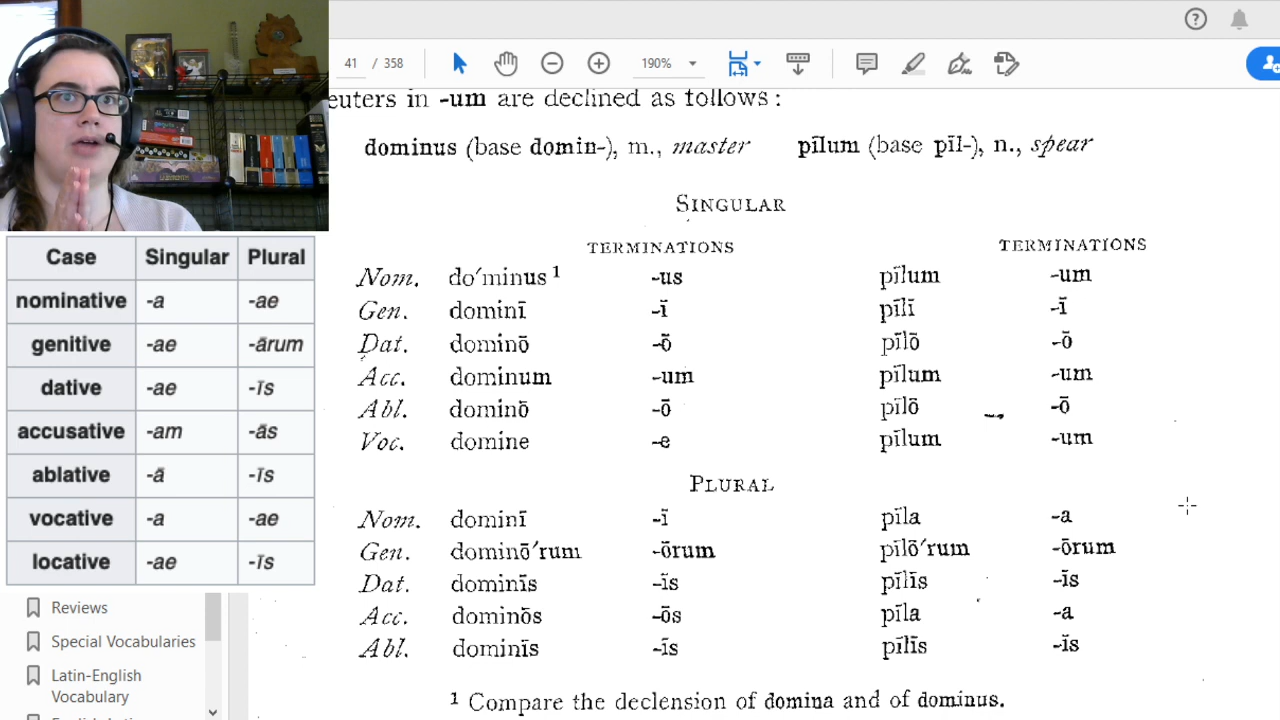 41 / 358
190%
euters in -um are declined as follows :
dominus (base domin-), m., master pīlum (base pīl-), n., spear
Singular
TERMINATIONS TERMINATIONS
Nom. do′minus ¹ -us pīlum -um
Gen. dominī -ī pīlī -ī
Dat. dominō -ō pīlō -ō
Acc. dominum -um pīlum -um
Abl. dominō -ō pīlō -ō
Voc. domine -e pīlum -um
Plural
Nom. dominī -ī pīla -a
Gen. dominō′rum -ōrum pīlō′rum -ōrum
Dat. dominīs -īs pīlīs -īs
Acc. dominōs -ōs pīla -a
Abl. dominīs -īs pīlīs -īs
¹ Compare the declension of domina and of dominus.
Case Singular Plural
nominative -a -ae
genitive -ae -ārum
dative -ae -īs
accusative -am -ās
ablative -ā -īs
vocative -a -ae
locative -ae -īs
Reviews
Special Vocabularies
Latin-English
Vocabulary